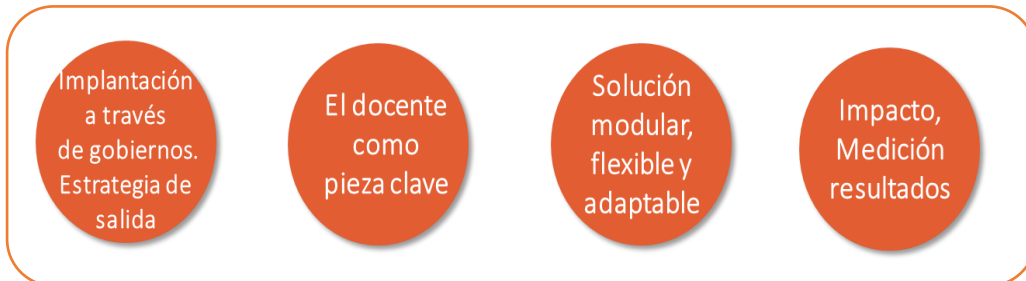 Implantación
a través
de gobiernos.
Estrategia de
salida
El docente
como
pieza clave
Solución
modular,
flexible y
adaptable
Impacto,
Medición
resultados